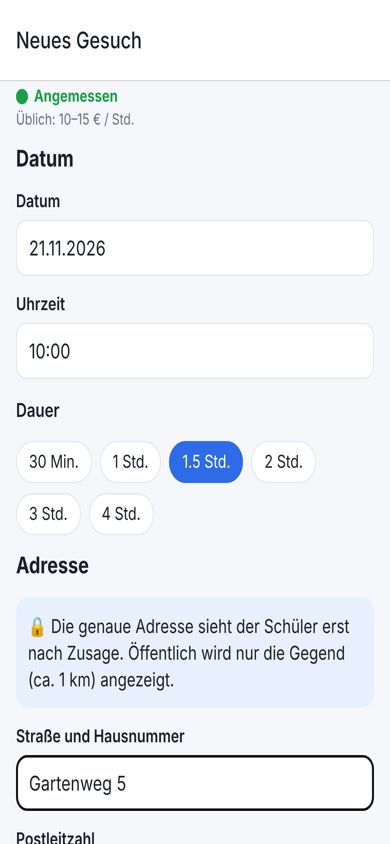 Neues Gesuch
Angemessen
Üblich: 10–15 € / Std.
Datum
Datum
21.11.2026
Uhrzeit
10:00
Dauer
30 Min.
1 Std.
1.5 Std.
2 Std.
3 Std.
4 Std.
Adresse
🔒 Die genaue Adresse sieht der Schüler erst
nach Zusage. Öffentlich wird nur die Gegend
(ca. 1 km) angezeigt.
Straße und Hausnummer
Gartenweg 5
Postleitzahl